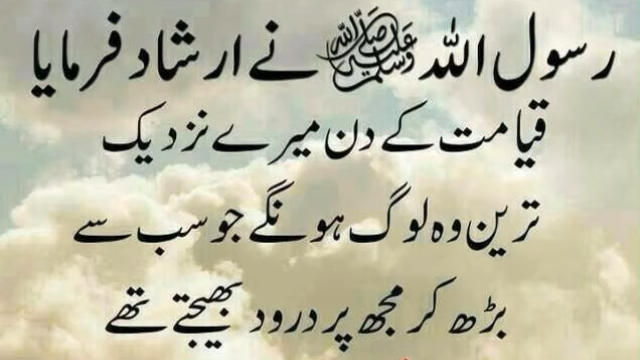 رسول اللہ ﷺ نے ارشاد فرمایا
قیامت کے دن میرے نزدیک
ترین وہ لوگ ہونگے جو سب سے
بڑھ کر مجھ پر درود بھیجتے تھے